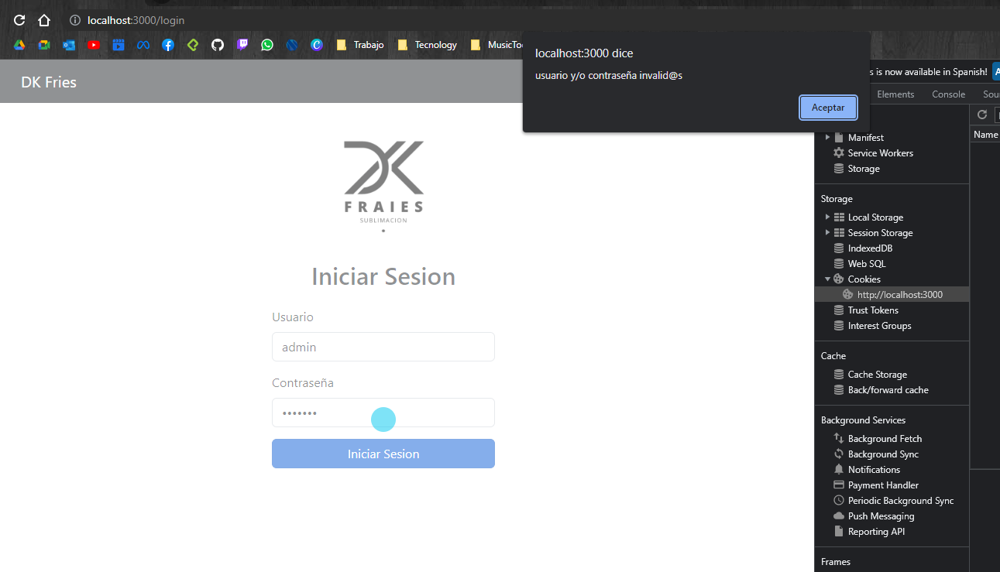 localhost:3000/login
Trabajo
Tecnology
MusicToo
localhost:3000 dice
usuario y/o contraseña invalid@s
Aceptar
s is now available in Spanish!
DK Fries
Elements
Console
Sou
Manifest
Service Workers
Storage
Name
DK
FRAIES
SUBLIMACION
Iniciar Sesion
Usuario
admin
Contraseña
•••••••
Iniciar Sesion
Storage
Local Storage
Session Storage
IndexedDB
Web SQL
Cookies
http://localhost:3000
Trust Tokens
Interest Groups
Cache
Cache Storage
Back/forward cache
Background Services
Background Fetch
Background Sync
Notifications
Payment Handler
Periodic Background Sync
Push Messaging
Reporting API
Frames